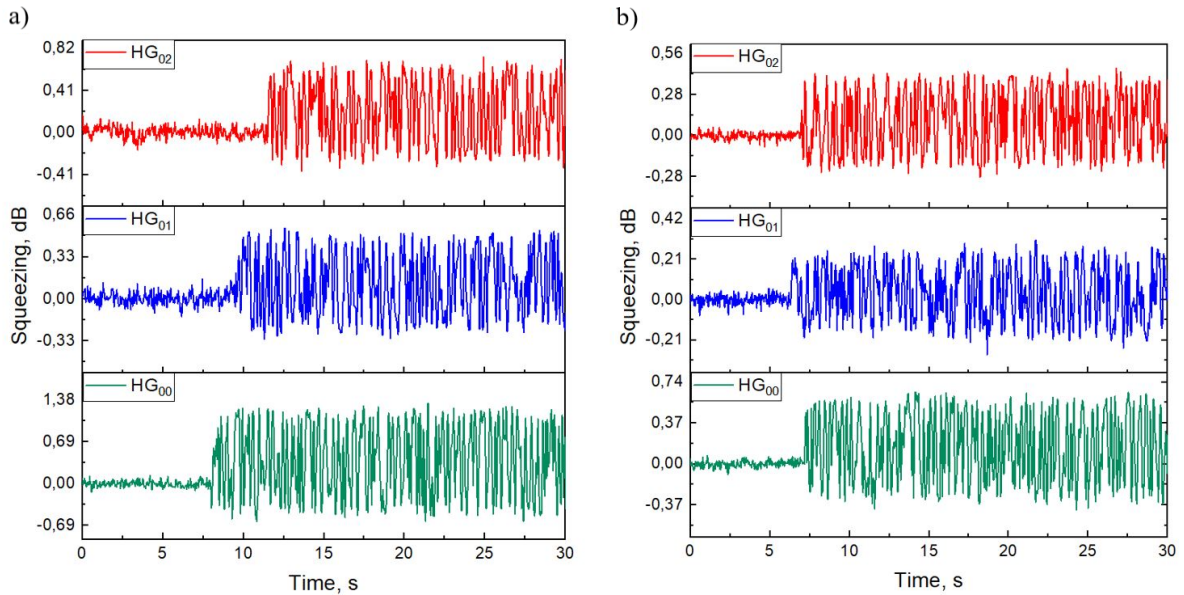 a)
HG02
0,82
0,41
0,00
-0,41
HG01
0,66
0,33
0,00
-0,33
HG00
1,38
0,69
0,00
-0,69
Squeezing, dB
0 5 10 15 20 25 30
Time, s
b)
HG02
0,56
0,28
0,00
-0,28
HG01
0,42
0,21
0,00
-0,21
HG00
0,74
0,37
0,00
-0,37
Squeezing, dB
0 5 10 15 20 25 30
Time, s